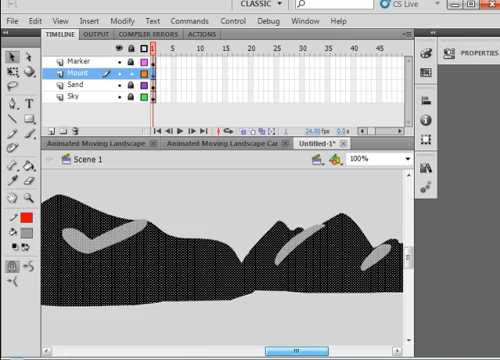 Fl
CLASSIC
CS Live
File Edit View Insert Modify Text Commands Control Debug Window Help
TIMELINE OUTPUT COMPILER ERRORS ACTIONS
PROPERTIES
1 5 10 15 20 25 30 35 40 45
Marker
Mount
Sand
Sky
1 24.00 fps 0.0 s
Animated Moving Landscape Animated Moving Landscape Car Untitled-1*
Scene 1
100%